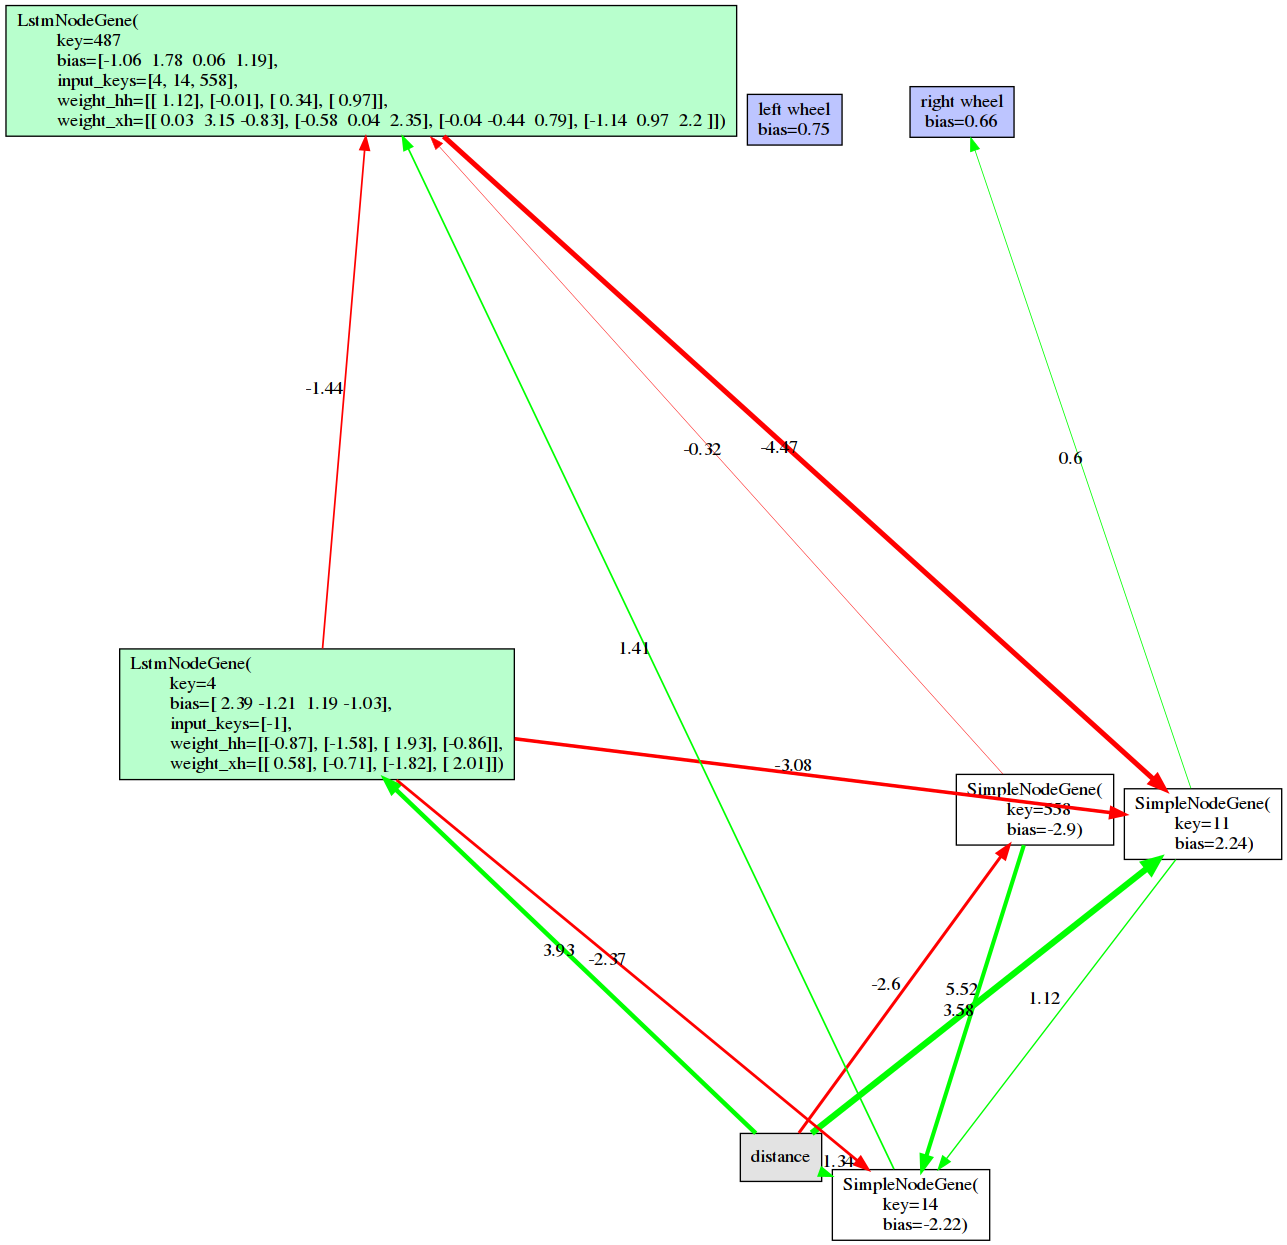 LstmNodeGene(
key=487
bias=[-1.06 1.78 0.06 1.19],
input_keys=[4, 14, 558],
weight_hh=[[ 1.12], [-0.01], [ 0.34], [ 0.97]],
weight_xh=[[ 0.03 3.15 -0.83], [-0.58 0.04 2.35], [-0.04 -0.44 0.79], [-1.14 0.97 2.2 ]])
left wheel
bias=0.75
right wheel
bias=0.66
-1.44
-0.32
-4.47
0.6
1.41
LstmNodeGene(
key=4
bias=[ 2.39 -1.21 1.19 -1.03],
input_keys=[-1],
weight_hh=[[-0.87], [-1.58], [ 1.93], [-0.86]],
weight_xh=[[ 0.58], [-0.71], [-1.82], [ 2.01]])
-3.08
SimpleNodeGene(
key=558
bias=-2.9)
SimpleNodeGene(
key=11
bias=2.24)
3.93
-2.37
-2.6
5.52
3.58
1.12
distance
1.34
SimpleNodeGene(
key=14
bias=-2.22)